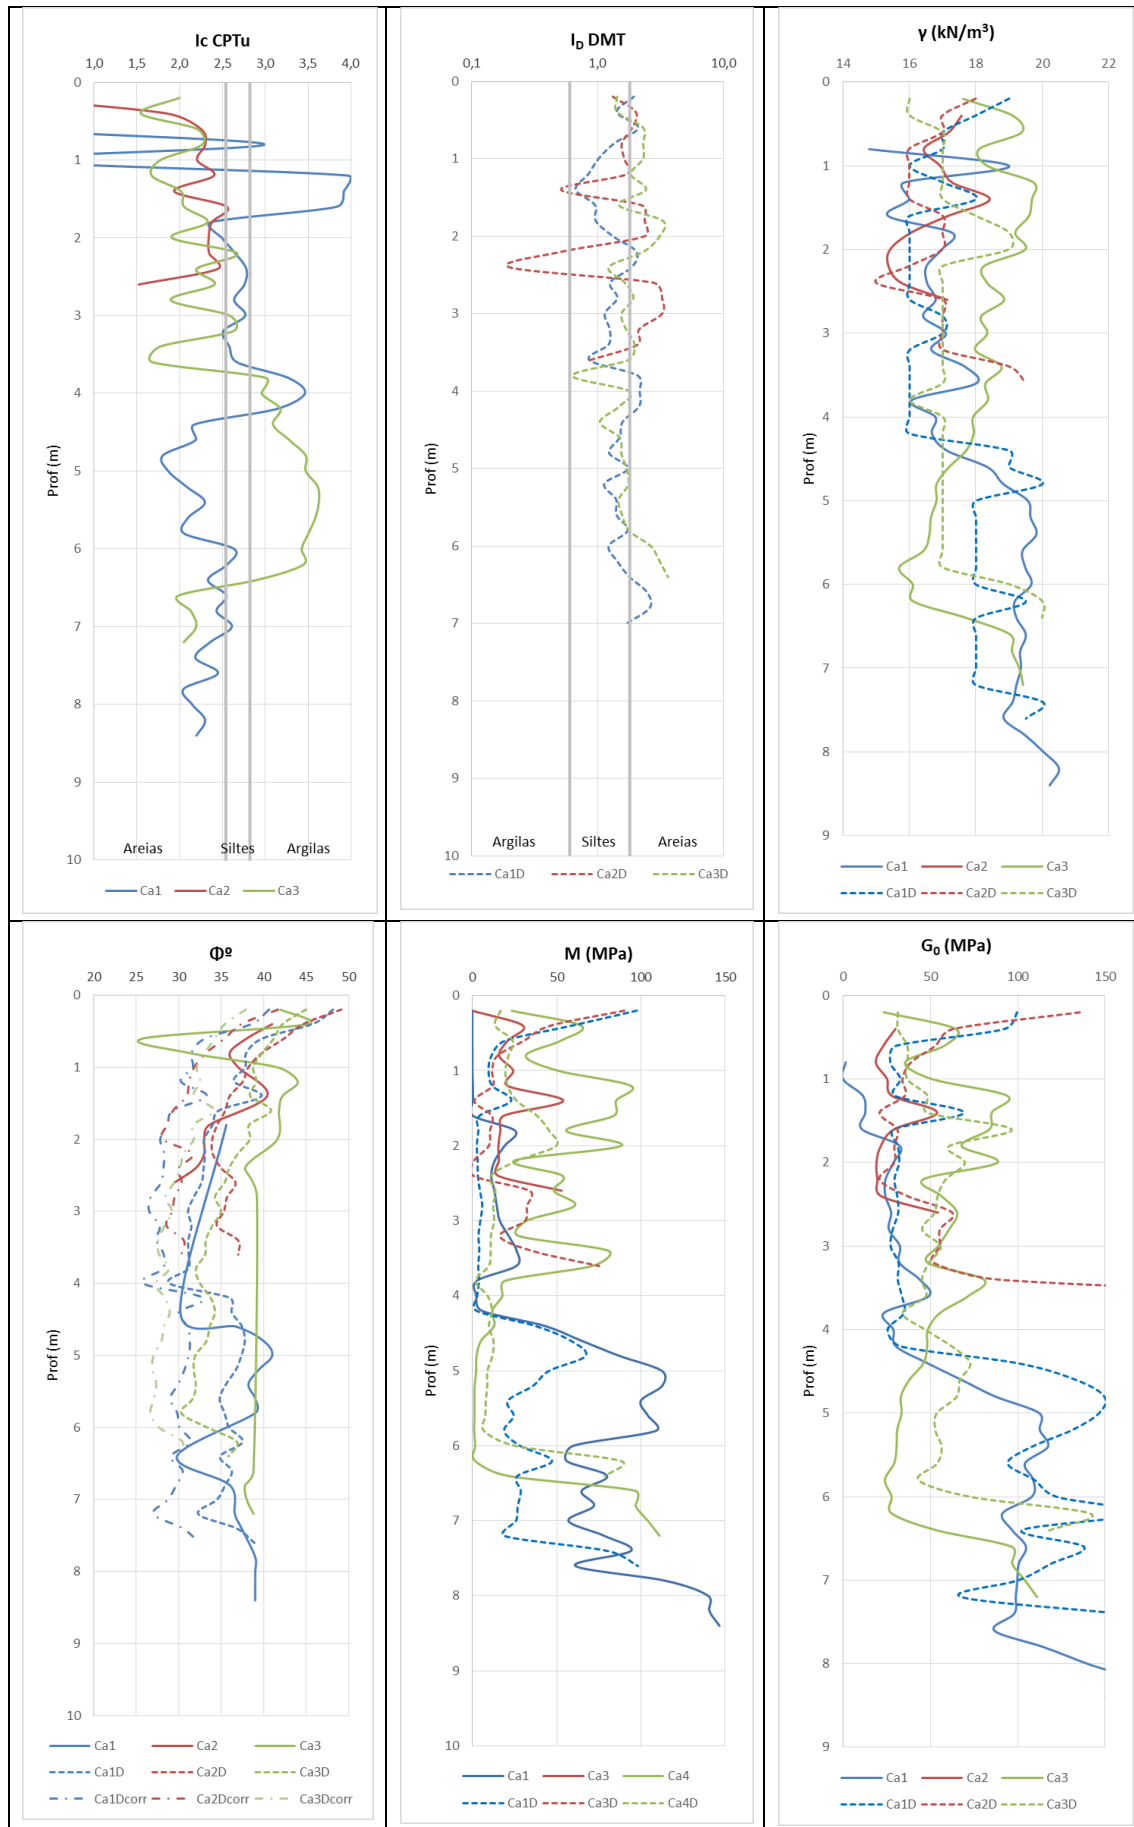 Ic CPTu
1,0 1,5 2,0 2,5 3,0 3,5 4,0
0
1
2
3
4
5
6
7
8
9
10
Prof (m)
Areias Siltes Argilas
Ca1 Ca2 Ca3
I_D DMT
0,1 1,0 10,0
0
1
2
3
4
5
6
7
8
9
10
Prof (m)
Argilas Siltes Areias
Ca1D Ca2D Ca3D
γ (kN/m³)
14 16 18 20 22
0
1
2
3
4
5
6
7
8
9
Prof (m)
Ca1 Ca2 Ca3
Ca1D Ca2D Ca3D
Φº
20 25 30 35 40 45 50
0
1
2
3
4
5
6
7
8
9
10
Prof (m)
Ca1 Ca2 Ca3
Ca1D Ca2D Ca3D
Ca1Dcorr Ca2Dcorr Ca3Dcorr
M (MPa)
0 50 100 150
0
1
2
3
4
5
6
7
8
9
10
Prof (m)
Ca1 Ca3 Ca4
Ca1D Ca3D Ca4D
G₀ (MPa)
0 50 100 150
0
1
2
3
4
5
6
7
8
9
Prof (m)
Ca1 Ca2 Ca3
Ca1D Ca2D Ca3D